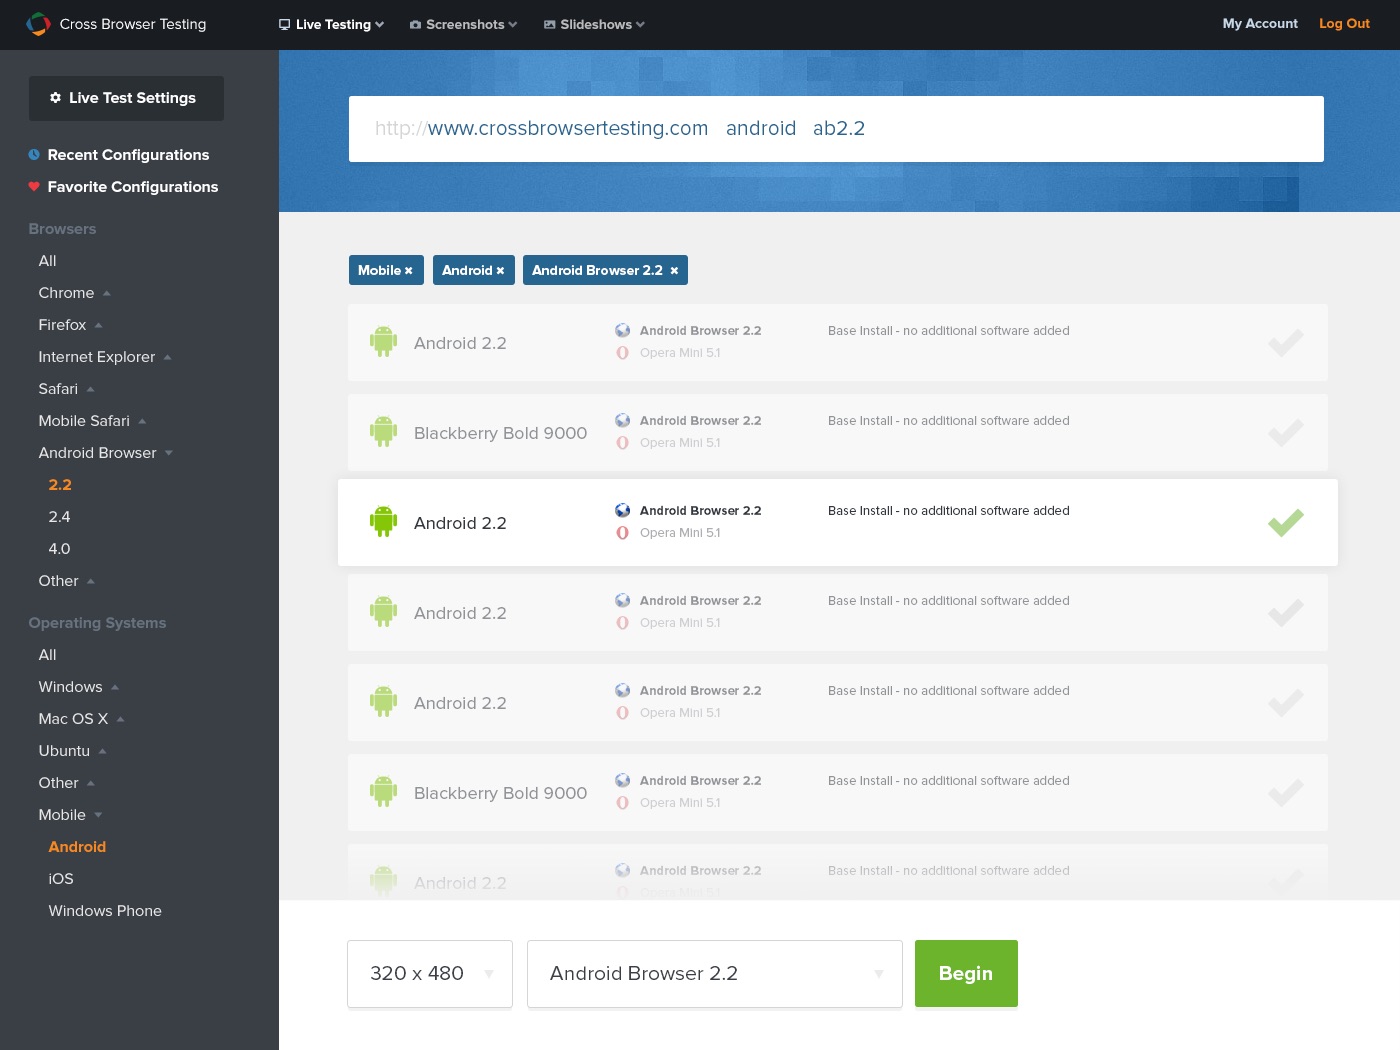 Cross Browser Testing
Live Testing
Screenshots
Slideshows
My Account
Log Out
Live Test Settings
Recent Configurations
Favorite Configurations
Browsers
All
Chrome
Firefox
Internet Explorer
Safari
Mobile Safari
Android Browser
2.2
2.4
4.0
Other
Operating Systems
All
Windows
Mac OS X
Ubuntu
Other
Mobile
Android
iOS
Windows Phone
http://www.crossbrowsertesting.com android ab2.2
Mobile
Android
Android Browser 2.2
Android 2.2
Android Browser 2.2
Opera Mini 5.1
Base Install - no additional software added
Blackberry Bold 9000
Android Browser 2.2
Opera Mini 5.1
Base Install - no additional software added
Android 2.2
Android Browser 2.2
Opera Mini 5.1
Base Install - no additional software added
Android 2.2
Android Browser 2.2
Opera Mini 5.1
Base Install - no additional software added
Android 2.2
Android Browser 2.2
Opera Mini 5.1
Base Install - no additional software added
Blackberry Bold 9000
Android Browser 2.2
Opera Mini 5.1
Base Install - no additional software added
Android 2.2
Android Browser 2.2
Opera Mini 5.1
Base Install - no additional software added
320 x 480
Android Browser 2.2
Begin